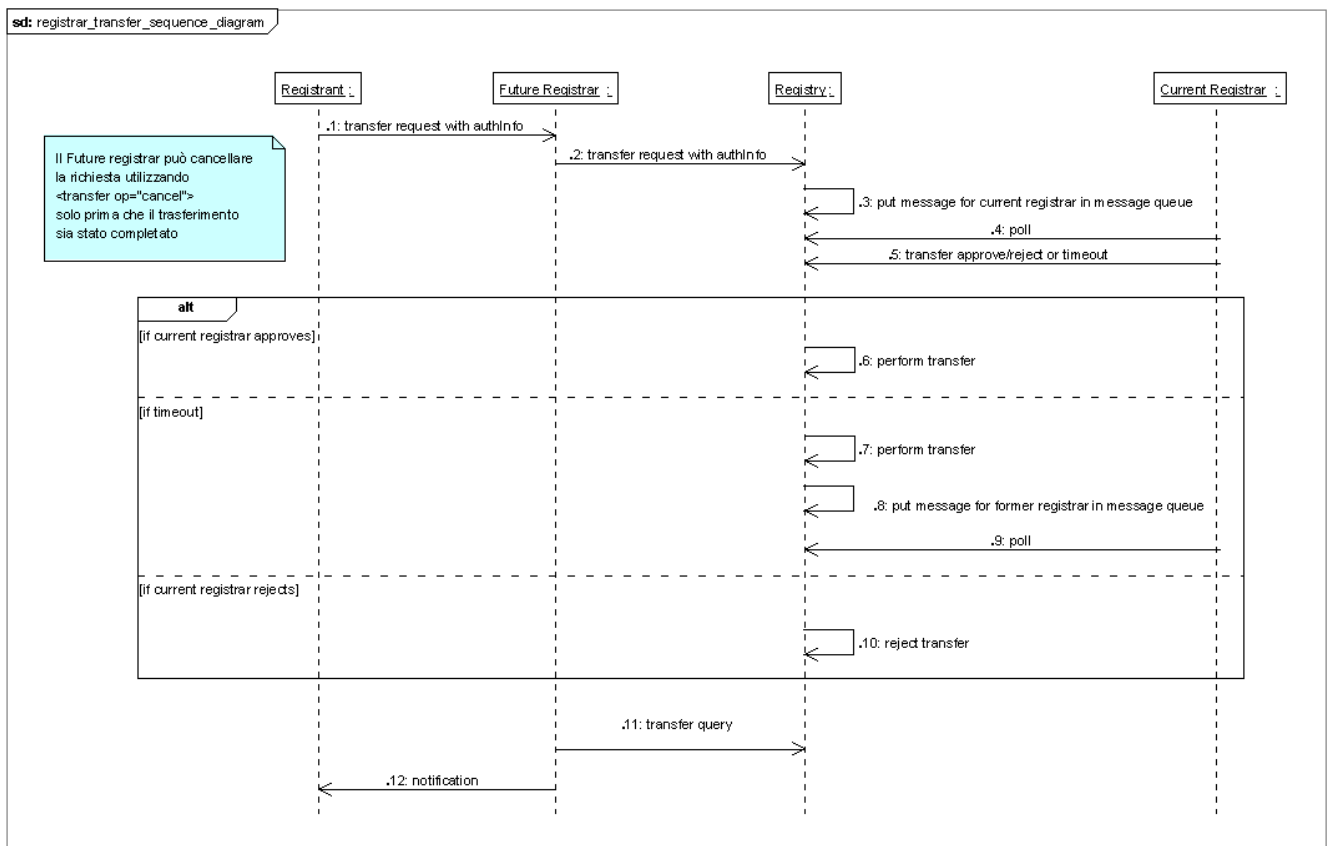 sd: registrar_transfer_sequence_diagram
Registrant :
Future Registrar :
Registry:
Current Registrar :
.1: transfer request with authInfo
.2: transfer request with authInfo
Il Future registrar può cancellare
la richiesta utilizzando
<transfer op="cancel">
solo prima che il trasferimento
sia stato completato
.3: put message for current registrar in message queue
.4: poll
.5: transfer approve/reject or timeout
alt
[if current registrar approves]
.6: perform transfer
[if timeout]
.7: perform transfer
.8: put message for former registrar in message queue
.9: poll
[if current registrar rejects]
.10: reject transfer
.11: transfer query
.12: notification